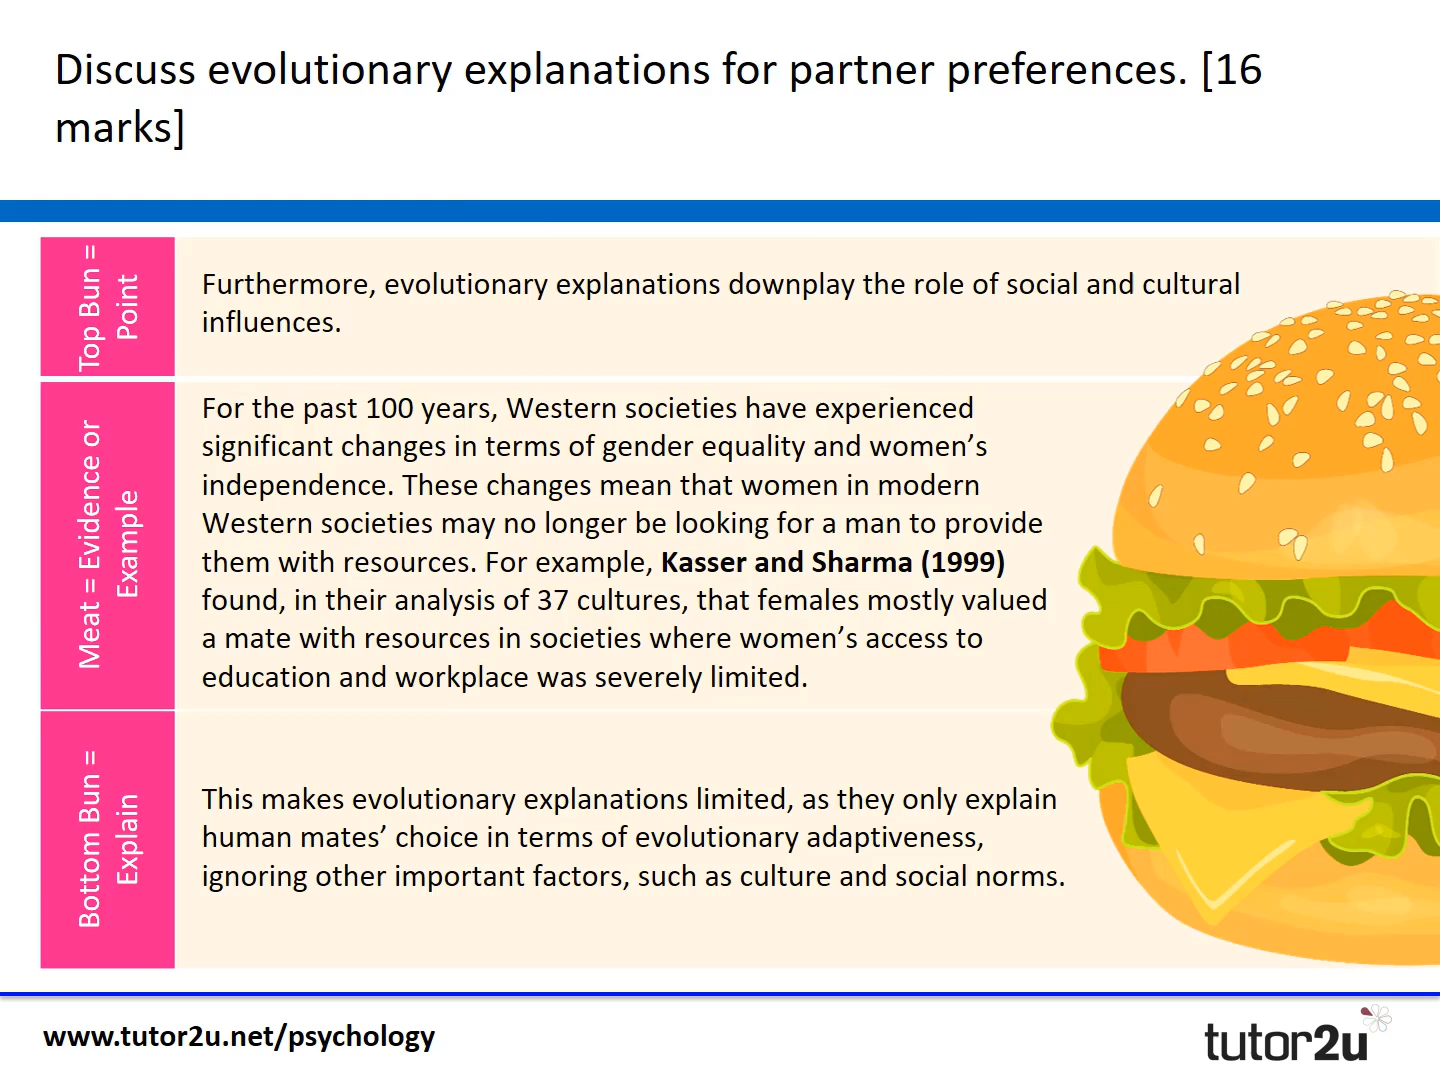 Discuss evolutionary explanations for partner preferences. [16
marks]
Top Bun =
Point
Furthermore, evolutionary explanations downplay the role of social and cultural
influences.
Meat = Evidence or
Example
For the past 100 years, Western societies have experienced
significant changes in terms of gender equality and women’s
independence. These changes mean that women in modern
Western societies may no longer be looking for a man to provide
them with resources. For example, Kasser and Sharma (1999)
found, in their analysis of 37 cultures, that females mostly valued
a mate with resources in societies where women’s access to
education and workplace was severely limited.
Bottom Bun =
Explain
This makes evolutionary explanations limited, as they only explain
human mates’ choice in terms of evolutionary adaptiveness,
ignoring other important factors, such as culture and social norms.
www.tutor2u.net/psychology
tutor2u